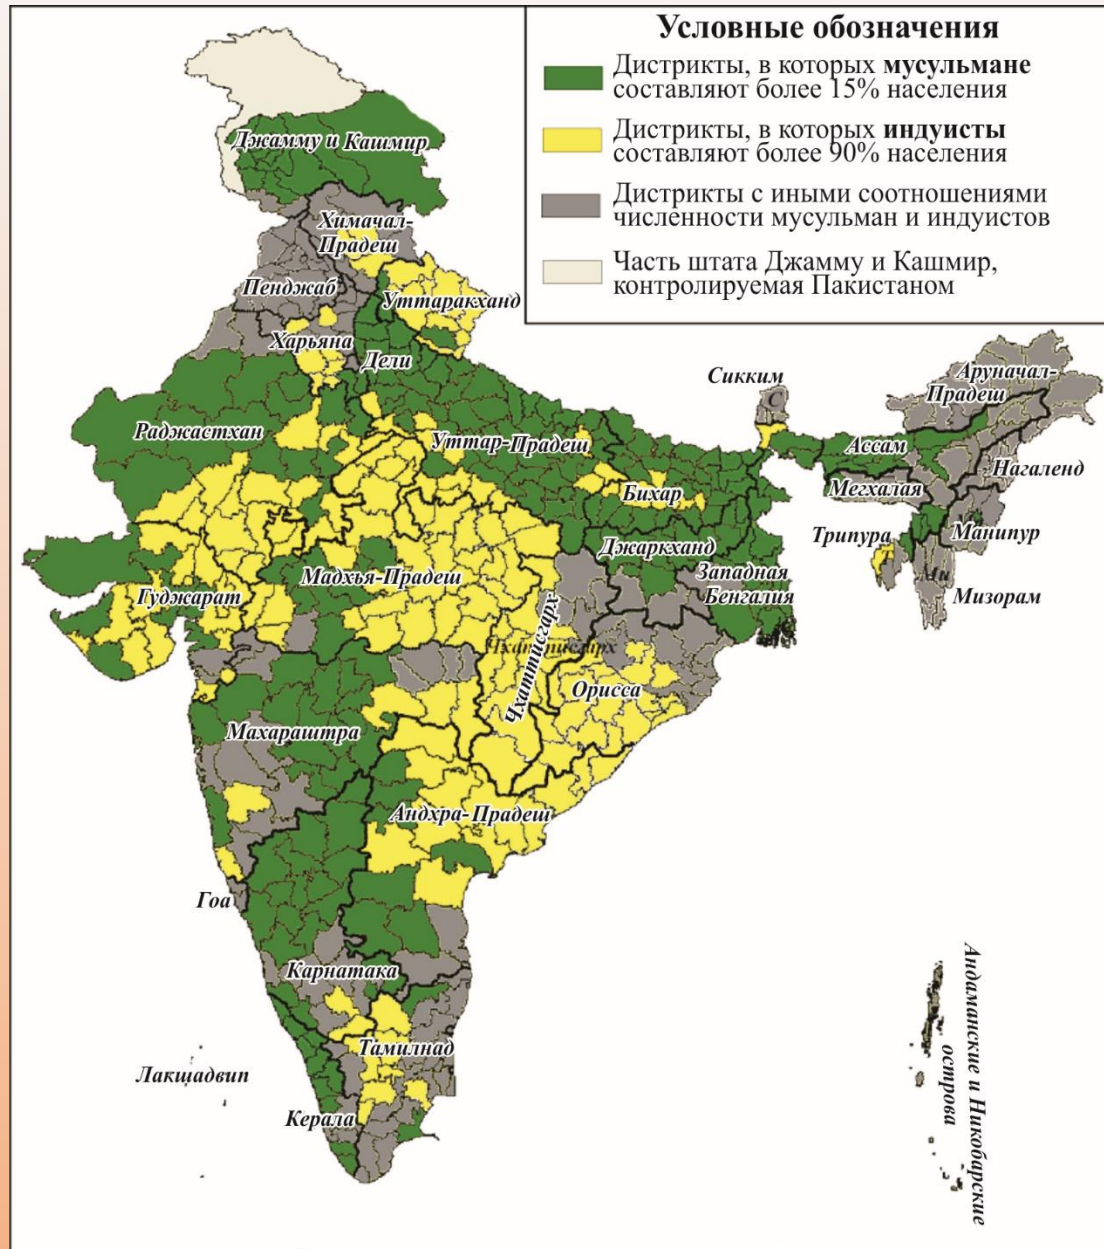 Условные обозначения
Дистрикты, в которых мусульмане
составляют более 15% населения
Дистрикты, в которых индуисты
составляют более 90% населения
Дистрикты с иными соотношениями
численности мусульман и индуистов
Часть штата Джамму и Кашмир,
контролируемая Пакистаном
Джамму и Кашмир
Химачал-
Прадеш
Пенджаб
Уттаракханд
Харьяна
Дели
Сикким
С
Аруначал-
Прадеш
Раджастхан
Уттар-Прадеш
Ассам
Нагаленд
Мегхалая
Бихар
Трипура
Манипур
Джаркханд
Западная
Бенгалия
Мадхья-Прадеш
Ми
Мизорам
Гуджарат
Чхаттисгарх
Чхаттисгарх
Орисса
Махараштра
Андхра-Прадеш
Гоа
Карнатака
Тамилнад
Лакшадвип
Керала
Андаманские и Никобарские
острова